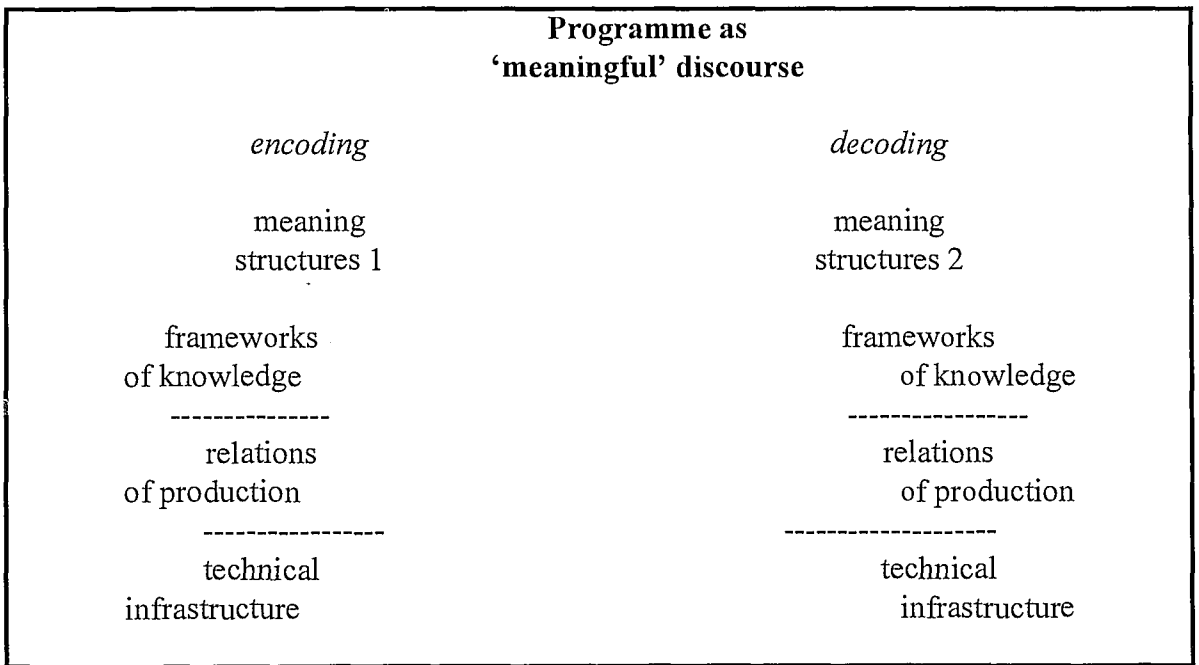 Programme as
‘meaningful’ discourse
encoding decoding
meaning meaning
structures 1 structures 2
frameworks frameworks
of knowledge of knowledge
-------------- ----------------
relations relations
of production of production
---------------- -------------------
technical technical
infrastructure infrastructure